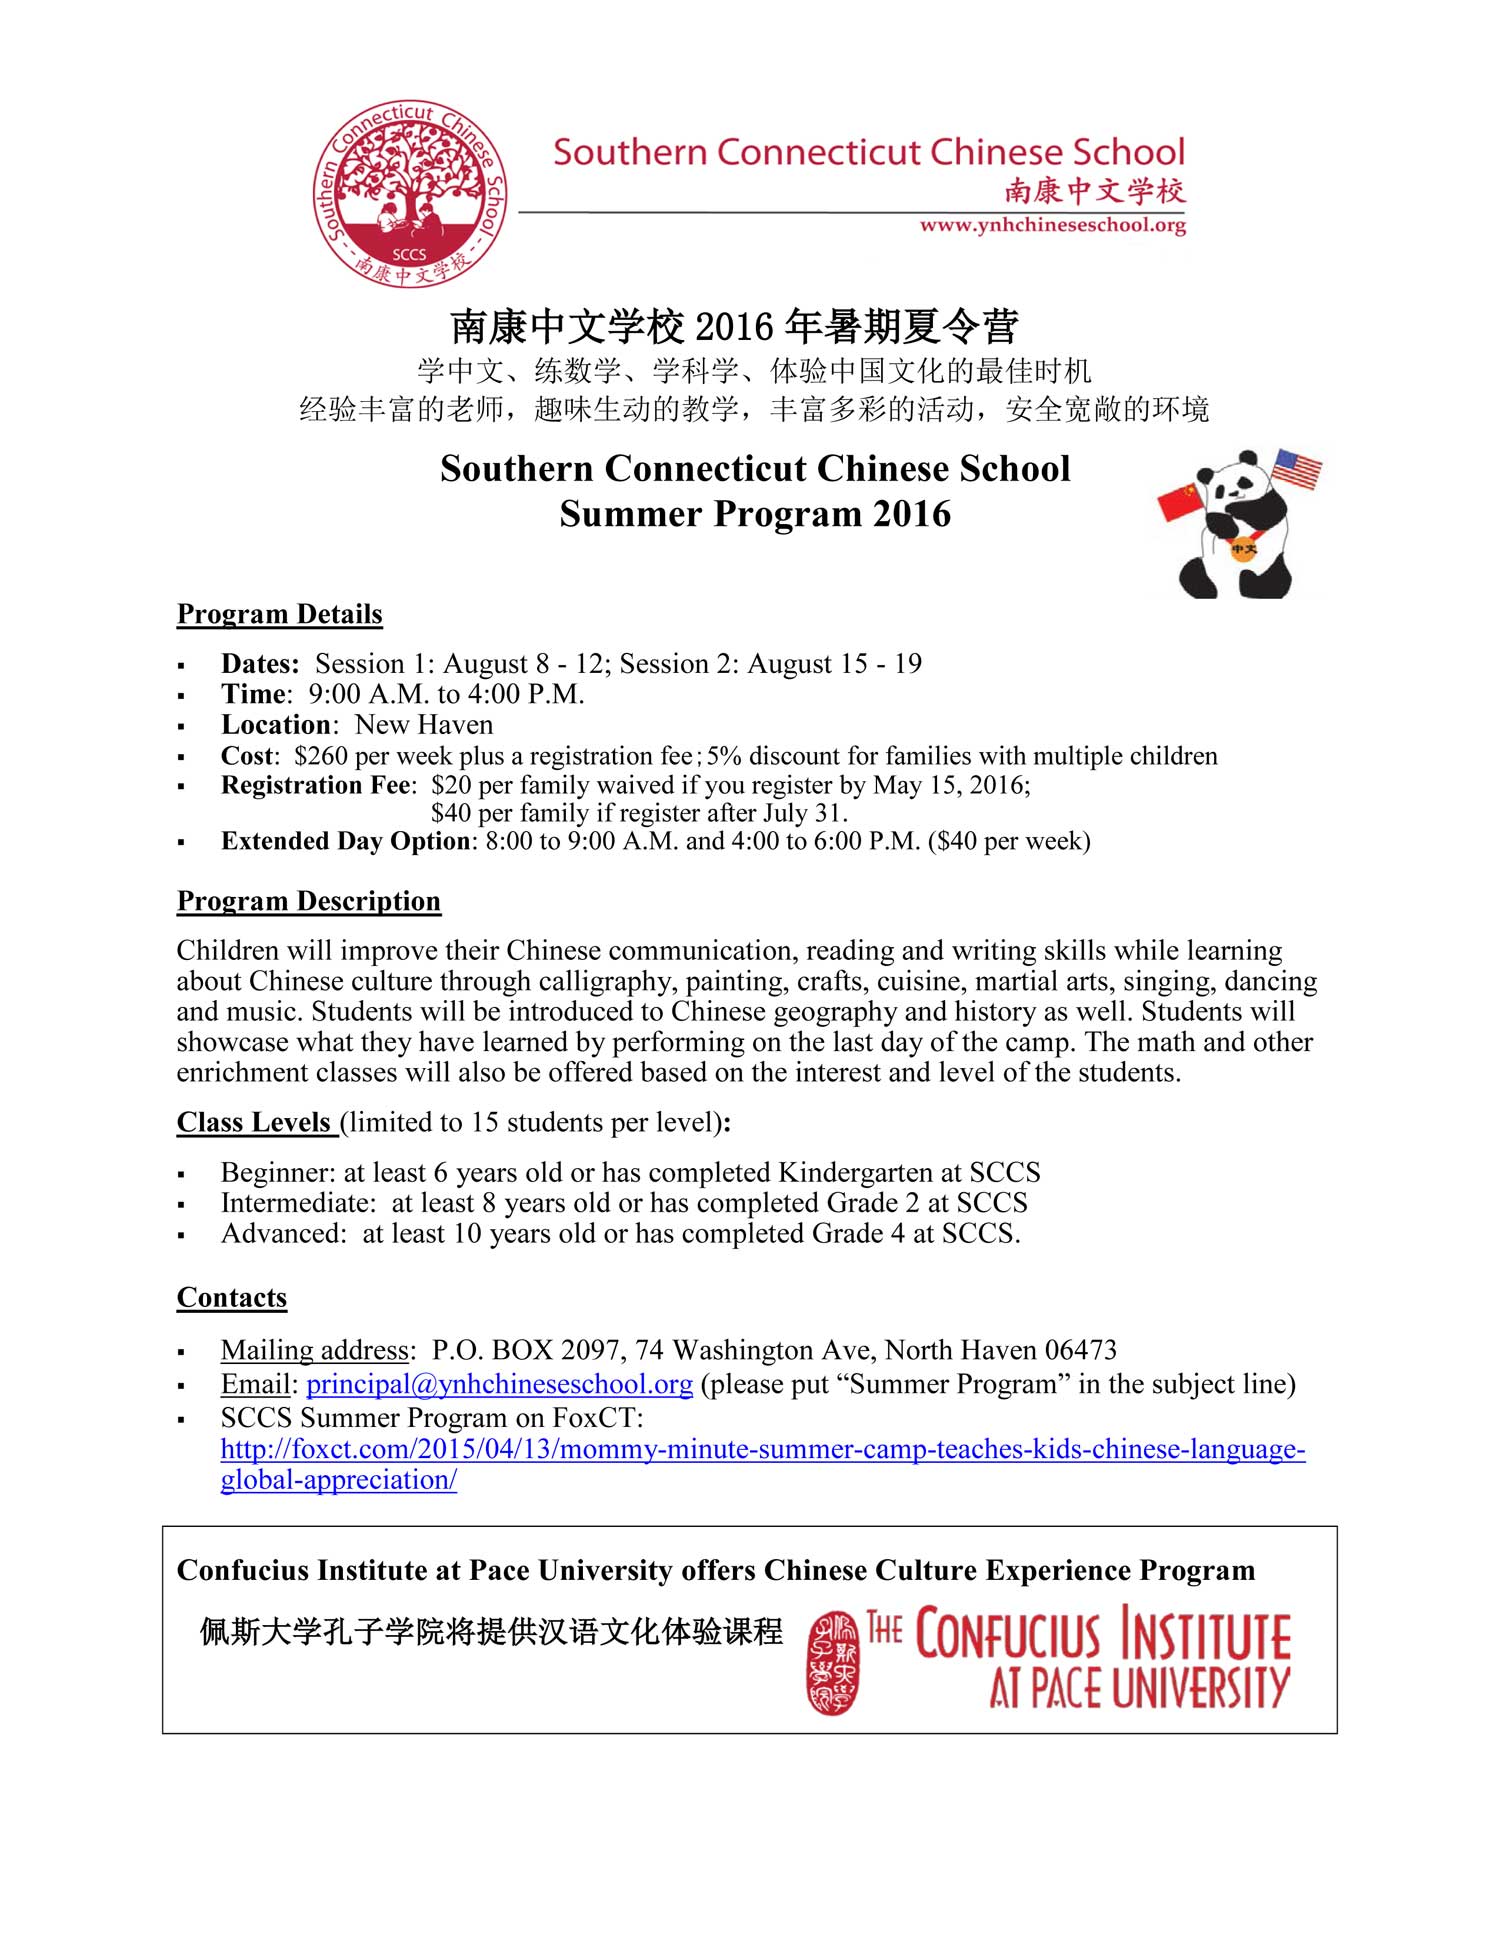 Southern Connecticut Chinese School
SCCS
--南康中文学校--
Southern Connecticut Chinese School
南康中文学校
www.ynhchineseschool.org
南康中文学校 2016 年暑期夏令营
学中文、练数学、学科学、体验中国文化的最佳时机
经验丰富的老师，趣味生动的教学，丰富多彩的活动，安全宽敞的环境
Southern Connecticut Chinese School
Summer Program 2016
中文
Program Details
▪ Dates: Session 1: August 8 - 12; Session 2: August 15 - 19
▪ Time: 9:00 A.M. to 4:00 P.M.
▪ Location: New Haven
▪ Cost: $260 per week plus a registration fee；5% discount for families with multiple children
▪ Registration Fee: $20 per family waived if you register by May 15, 2016;
$40 per family if register after July 31.
▪ Extended Day Option: 8:00 to 9:00 A.M. and 4:00 to 6:00 P.M. ($40 per week)
Program Description
Children will improve their Chinese communication, reading and writing skills while learning
about Chinese culture through calligraphy, painting, crafts, cuisine, martial arts, singing, dancing
and music. Students will be introduced to Chinese geography and history as well. Students will
showcase what they have learned by performing on the last day of the camp. The math and other
enrichment classes will also be offered based on the interest and level of the students.
Class Levels (limited to 15 students per level):
▪ Beginner: at least 6 years old or has completed Kindergarten at SCCS
▪ Intermediate: at least 8 years old or has completed Grade 2 at SCCS
▪ Advanced: at least 10 years old or has completed Grade 4 at SCCS.
Contacts
▪ Mailing address: P.O. BOX 2097, 74 Washington Ave, North Haven 06473
▪ Email: principal@ynhchineseschool.org (please put “Summer Program” in the subject line)
▪ SCCS Summer Program on FoxCT:
http://foxct.com/2015/04/13/mommy-minute-summer-camp-teaches-kids-chinese-language-
global-appreciation/
Confucius Institute at Pace University offers Chinese Culture Experience Program
佩斯大学孔子学院将提供汉语文化体验课程
佩斯大学
孔子学院
THE CONFUCIUS INSTITUTE
AT PACE UNIVERSITY